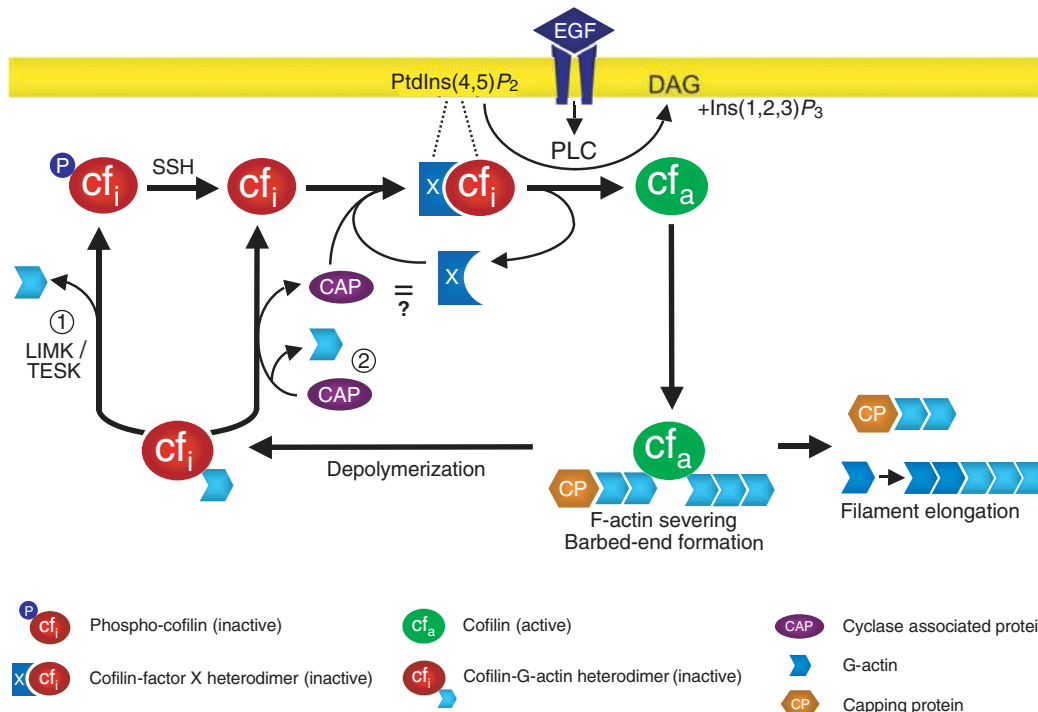 EGF
PtdIns(4,5)P2
DAG
+Ins(1,2,3)P3
PLC
P
cfi
SSH
cfi
X
cfi
cfa
X
CAP
=
?
1
LIMK /
TESK
2
CAP
cfi
Depolymerization
cfa
CP
F-actin severing
Barbed-end formation
CP
Filament elongation
P
cfi
Phospho-cofilin (inactive)
cfa
Cofilin (active)
CAP
Cyclase associated protein
X
cfi
Cofilin-factor X heterodimer (inactive)
cfi
Cofilin-G-actin heterodimer (inactive)
G-actin
CP
Capping protein